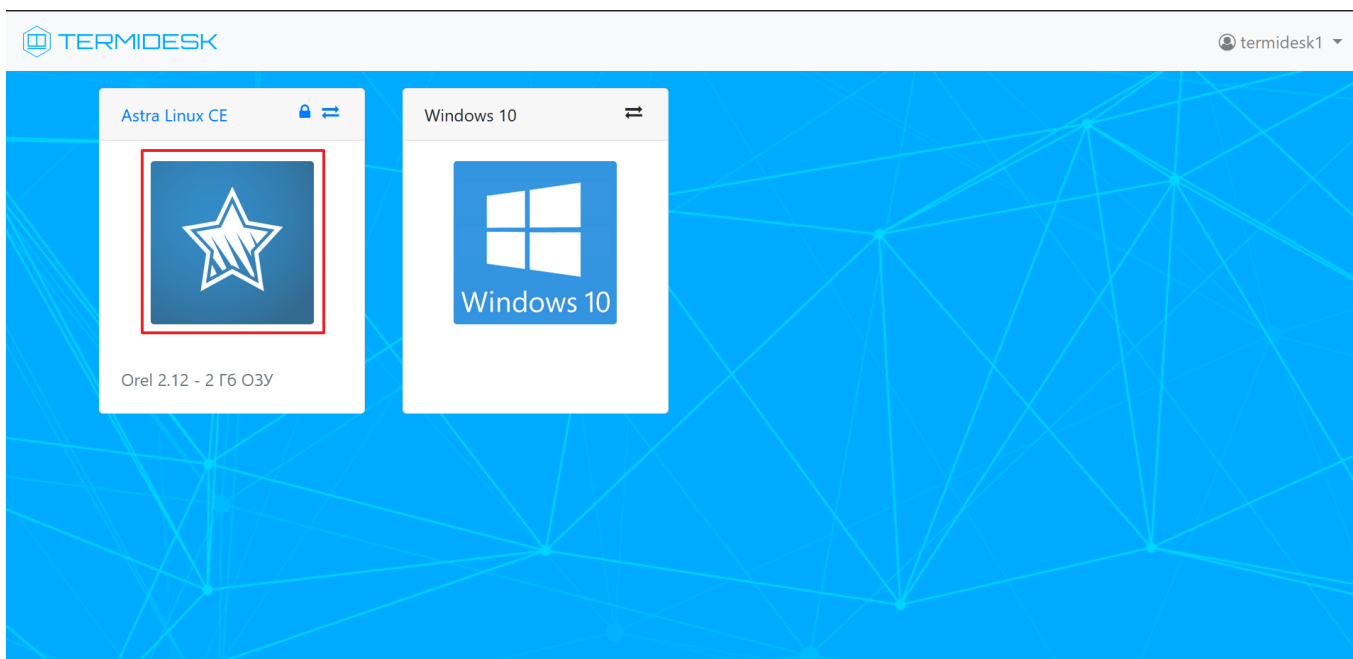 TERMIDESK
termidesk1
Astra Linux CE
Windows 10
Windows 10
Orel 2.12 - 2 Гб ОЗУ